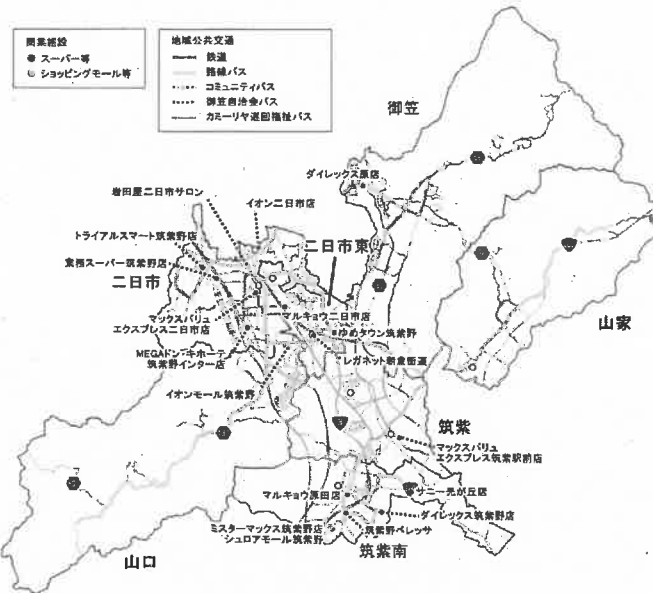 商業施設
スーパー等
ショッピングモール等
地域公共交通
鉄道
路線バス
コミュニティバス
御笠自治会バス
カミーリヤ巡回福祉バス
御笠
ダイレックス原店
岩田屋二日市サロン
イオン二日市店
トライアルスマート筑紫野店
業務スーパー筑紫野店
二日市
二日市東
マックスバリュ
エクスプレス二日市店
マルキョウ二日市店
ゆめタウン筑紫野
MEGAドン・キホーテ
筑紫野インター店
レガネット朝倉街道
イオンモール筑紫野
山家
筑紫
マックスバリュ
エクスプレス筑紫駅前店
マルキョウ原田店
サニー光が丘店
ミスターマックス筑紫野店
シュロアモール筑紫野
筑紫野ベレッサ
ダイレックス筑紫野店
筑紫南
山口